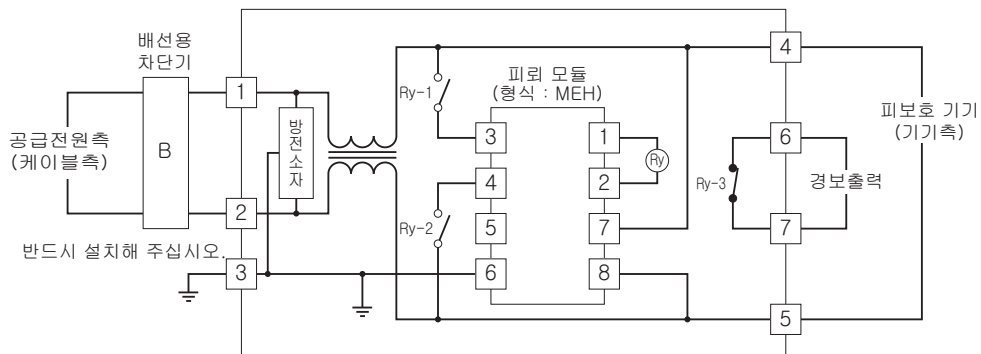 배선용
차단기
B
공급전원측
(케이블측)
반드시 설치해 주십시오.
1
2
3
방전소자
Ry-1
Ry-2
피뢰 모듈
(형식 : MEH)
3
4
5
6
1
2
7
8
Ry
Ry-3
4
6
7
5
경보출력
피보호 기기
(기기측)